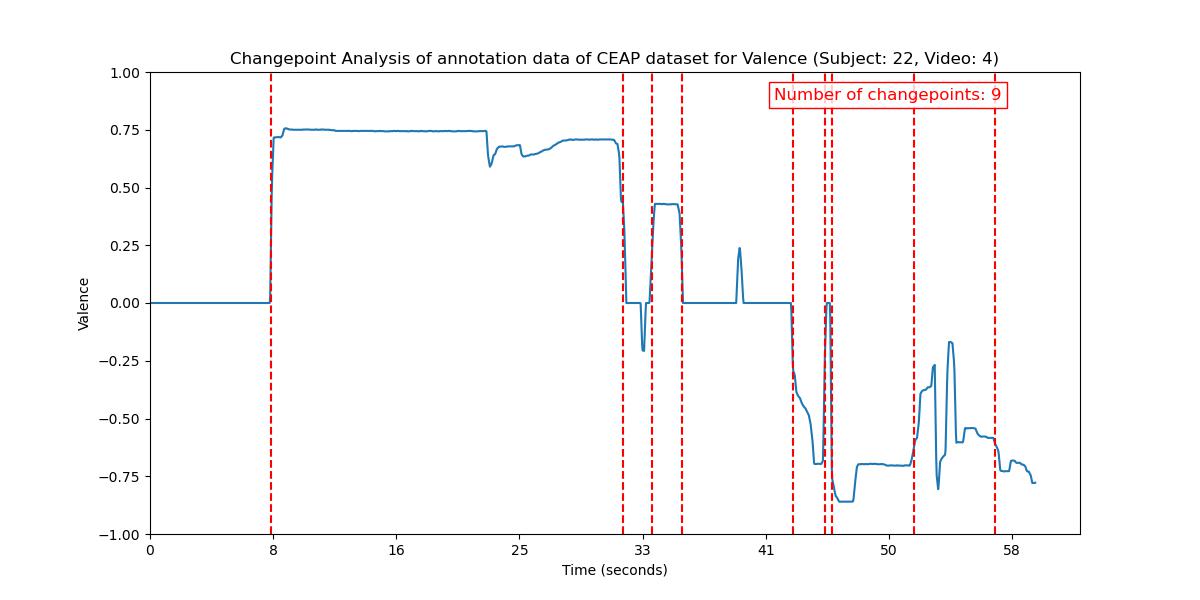 Changepoint Analysis of annotation data of CEAP dataset for Valence (Subject: 22, Video: 4)
Number of changepoints: 9
1.00
0.75
0.50
0.25
0.00
−0.25
−0.50
−0.75
−1.00
Valence
0 8 16 25 33 41 50 58
Time (seconds)